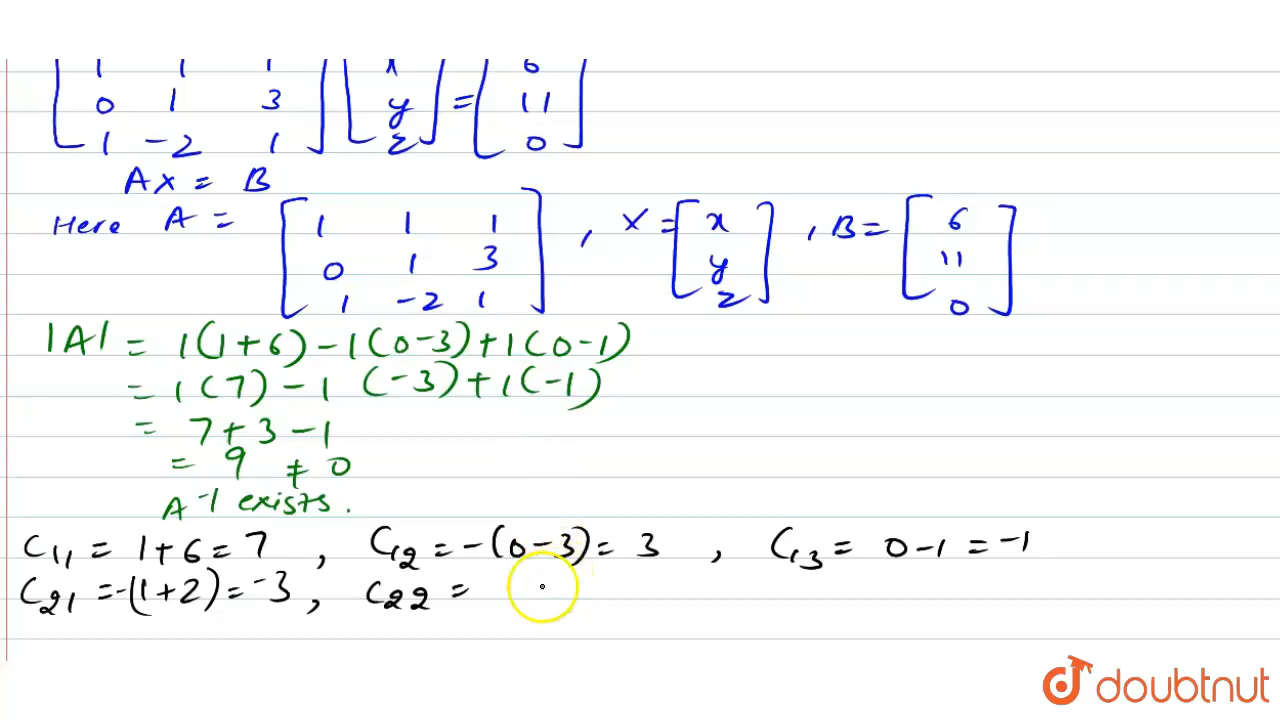 1 1 1 x 6
0 1 3 y = 11
1 -2 1 z 0
AX = B
Here A = [1 1 1, X = [x, B = [6
0 1 3 y 11
1 -2 1] z] 0]
|A| = 1(1+6) - 1(0-3) + 1(0-1)
= 1(7) - 1 (-3) + 1(-1)
= 7+3-1
= 9 ≠ 0
A^-1 exists.
C11 = 1+6 = 7 , C12 = -(0-3) = 3 , C13 = 0-1 = -1
C21 = -(1+2) = -3 , C22 =
doubtnut